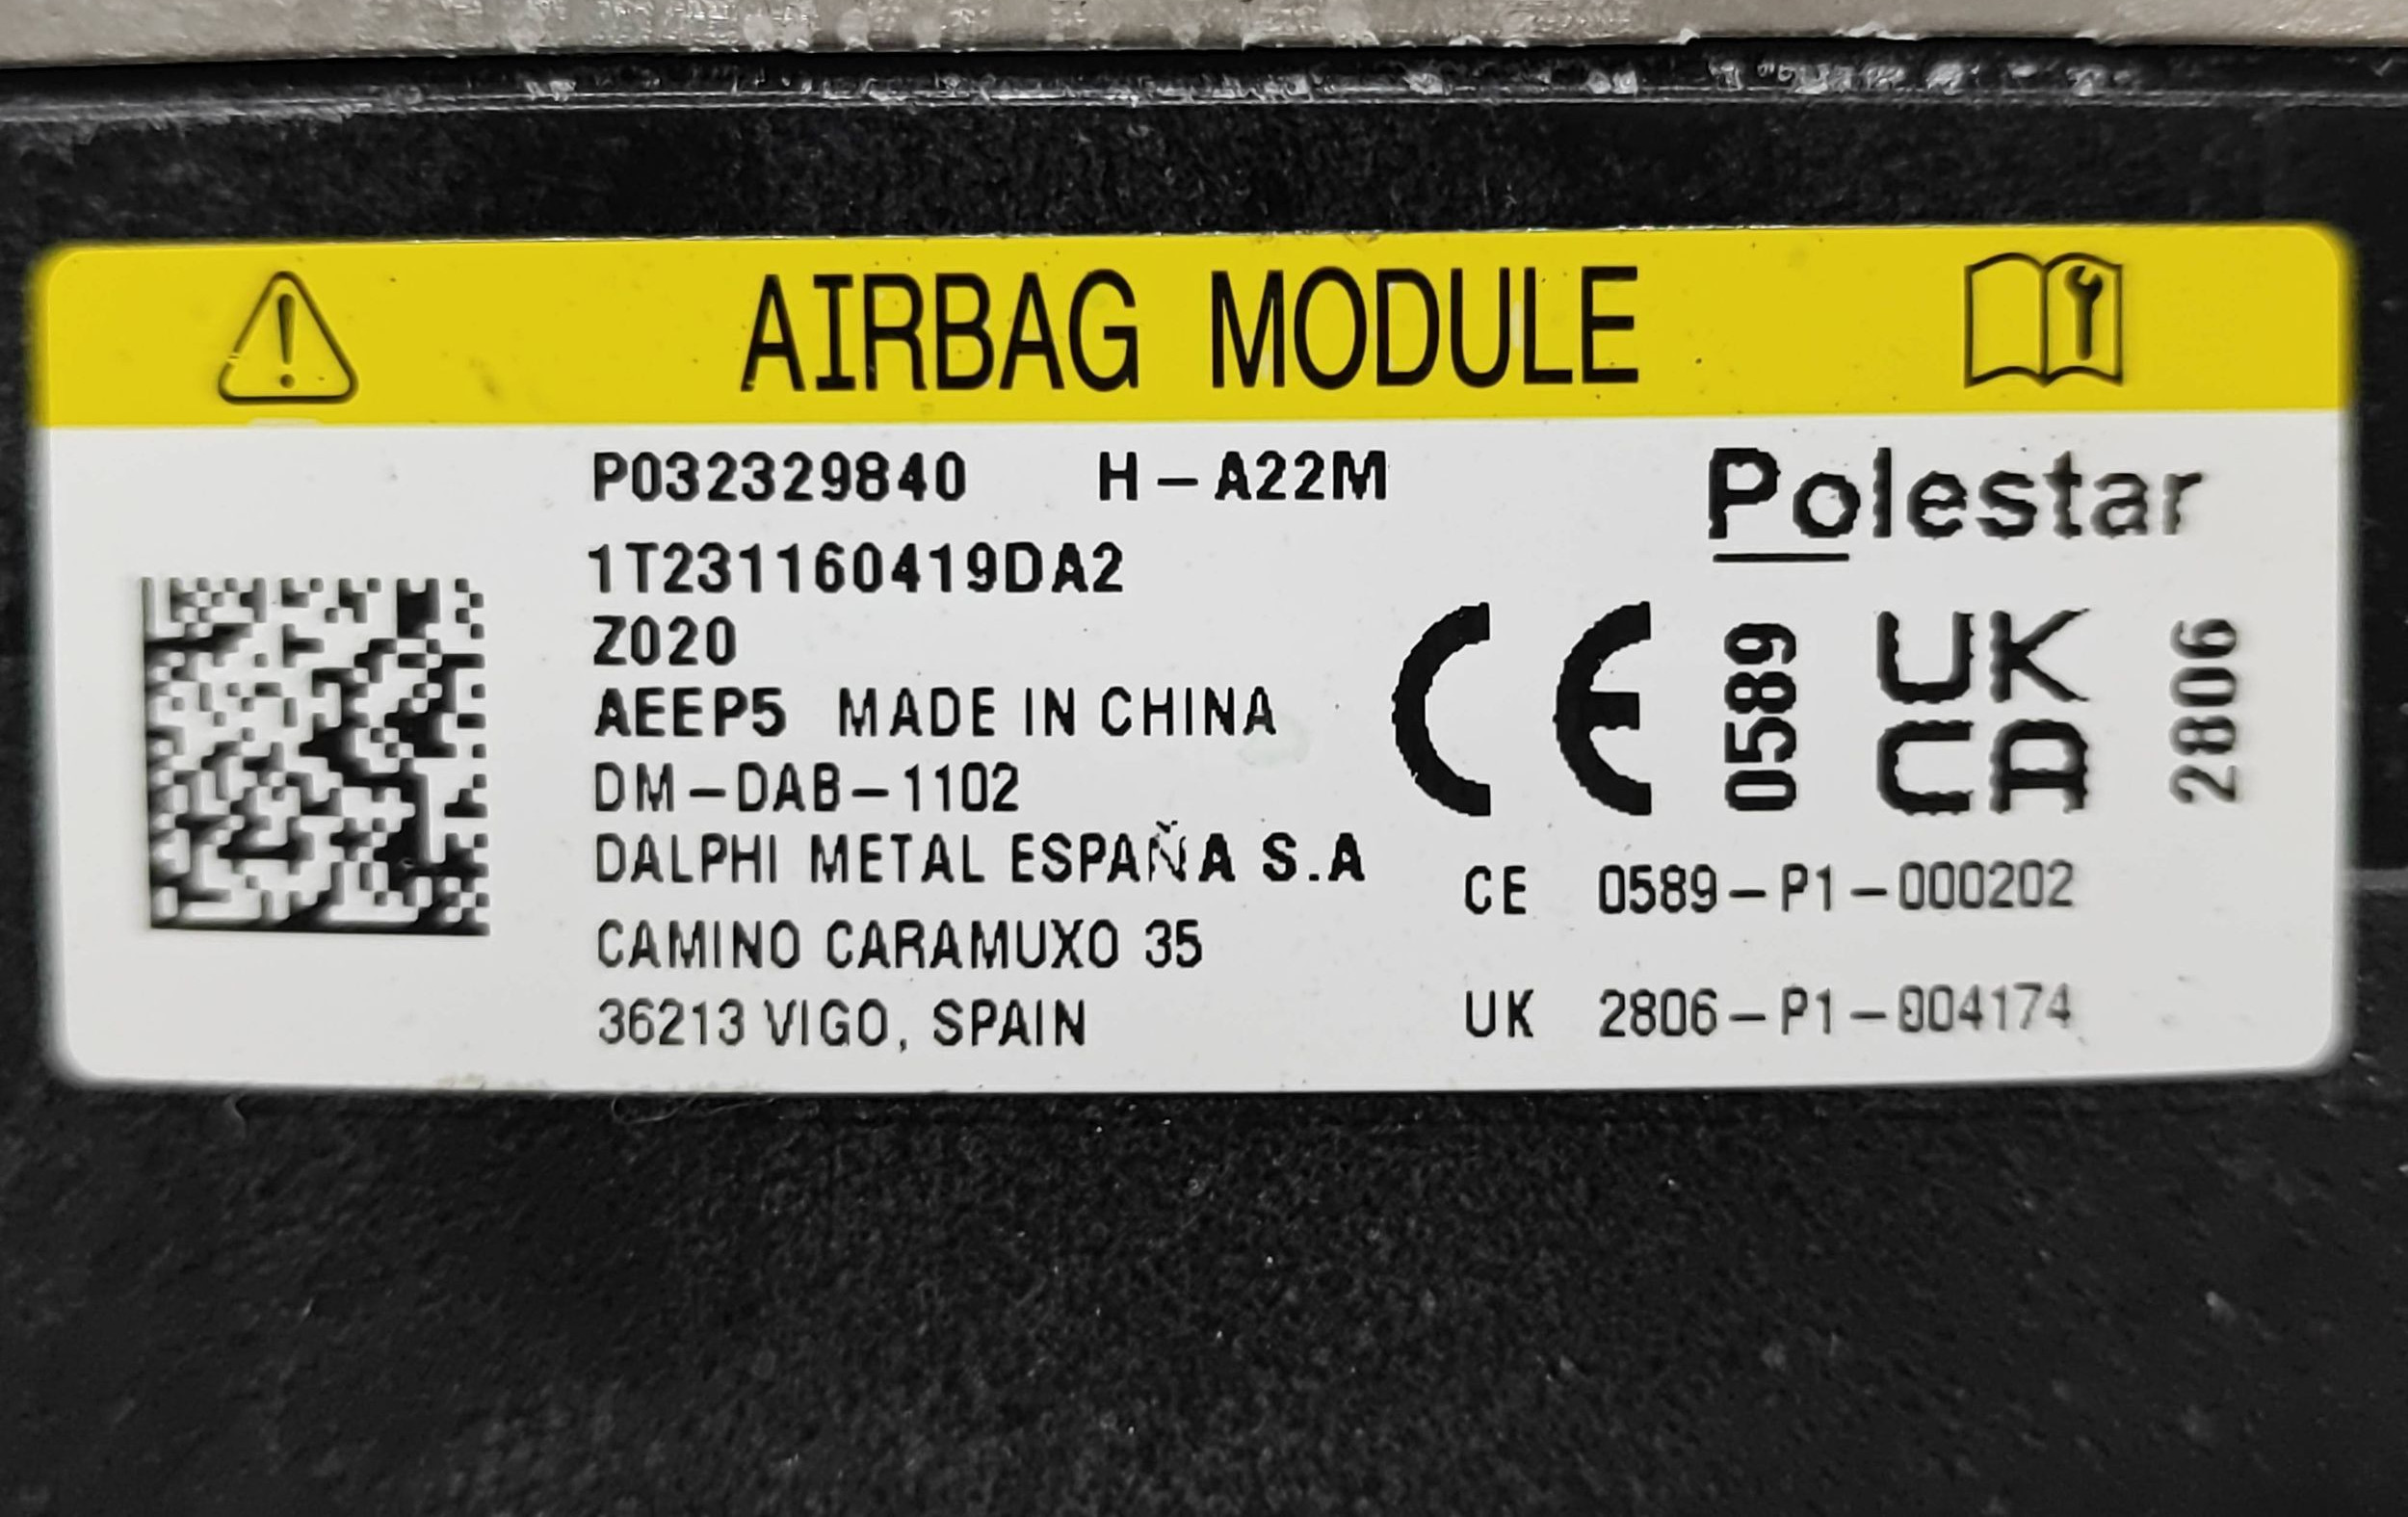 AIRBAG MODULE
P032329840 H-A22M
Polestar
1T231160419DA2
Z020
AEEP5 MADE IN CHINA
CE 0589 UK CA 2806
DM-DAB-1102
DALPHI METAL ESPAÑA S.A
CAMINO CARAMUXO 35
36213 VIGO, SPAIN
CE 0589-P1-000202
UK 2806-P1-004174